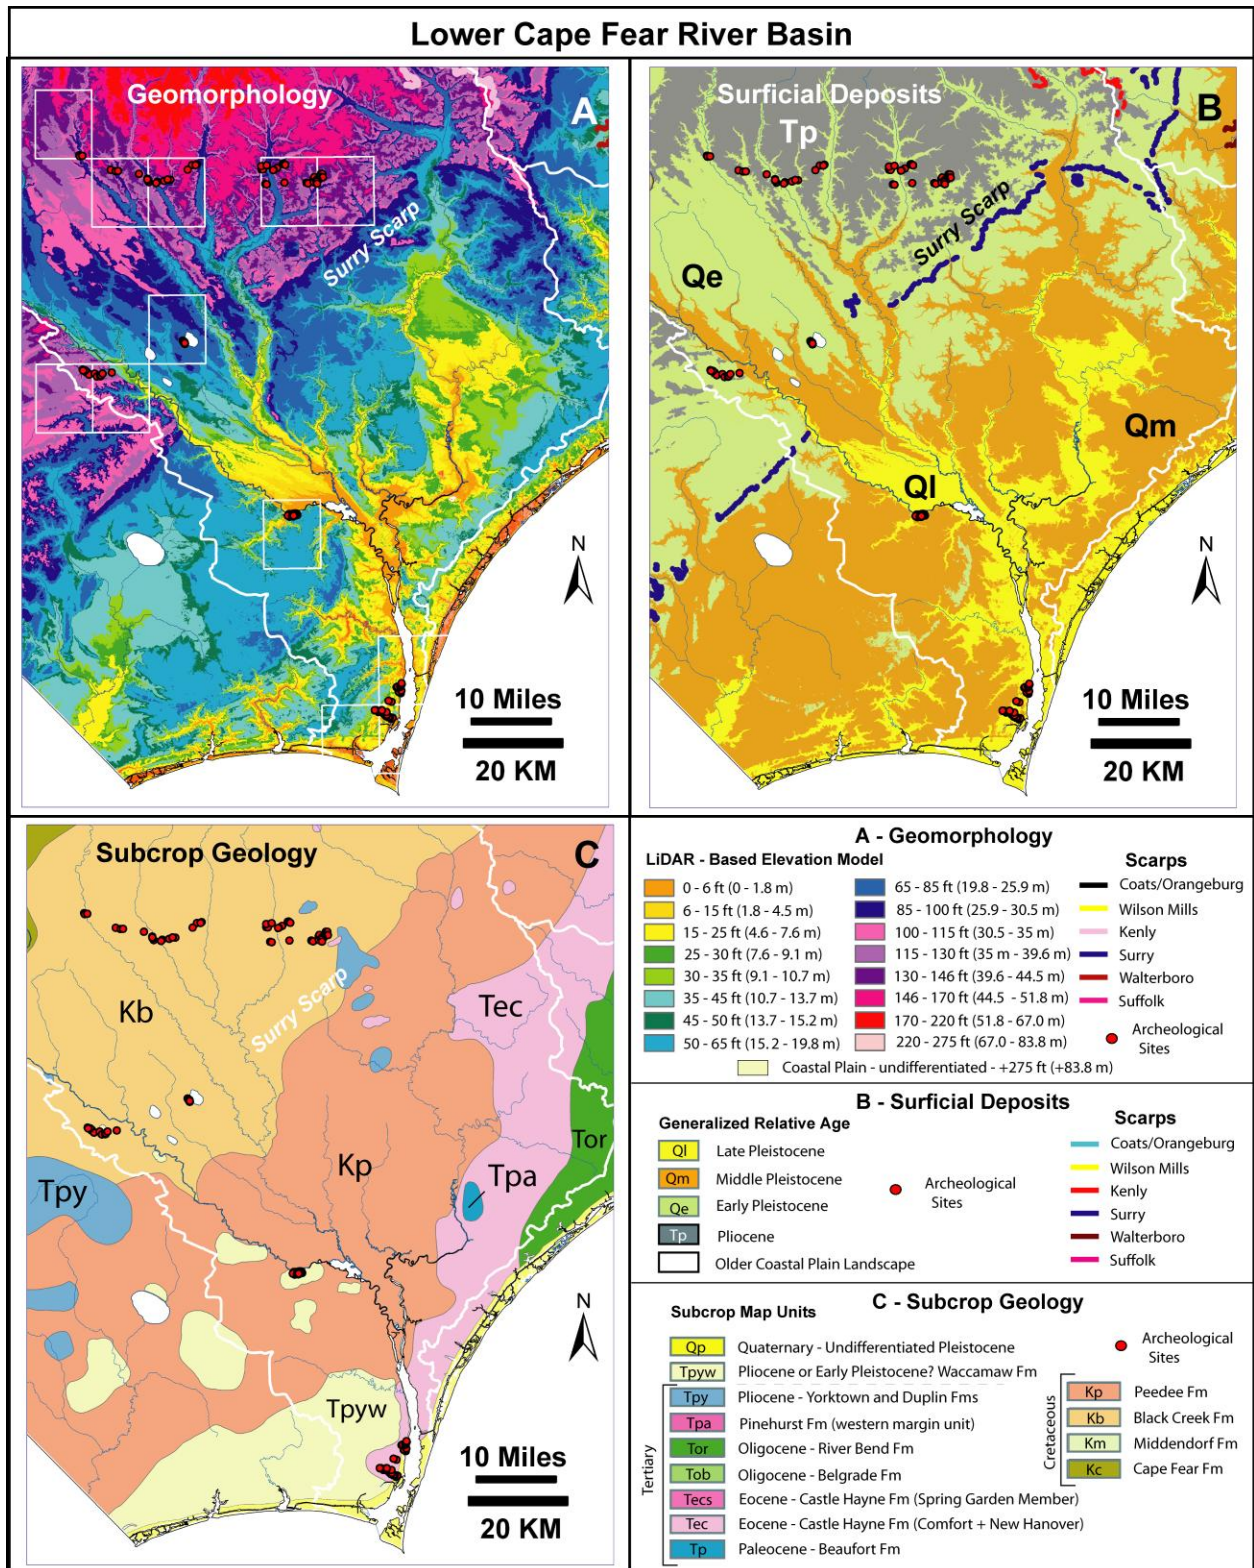 Lower Cape Fear River Basin
Geomorphology
A
Surry Scarp
N
10 Miles
20 KM
Surficial Deposits
B
Tp
Surry Scarp
Qe
Qm
Ql
N
10 Miles
20 KM
Subcrop Geology
C
Kb
Surry Scarp
Tec
Kp
Tor
Tpa
Tpy
Tpyw
N
10 Miles
20 KM
A - Geomorphology
LiDAR - Based Elevation Model
0 - 6 ft (0 - 1.8 m)
6 - 15 ft (1.8 - 4.5 m)
15 - 25 ft (4.6 - 7.6 m)
25 - 30 ft (7.6 - 9.1 m)
30 - 35 ft (9.1 - 10.7 m)
35 - 45 ft (10.7 - 13.7 m)
45 - 50 ft (13.7 - 15.2 m)
50 - 65 ft (15.2 - 19.8 m)
65 - 85 ft (19.8 - 25.9 m)
85 - 100 ft (25.9 - 30.5 m)
100 - 115 ft (30.5 - 35 m)
115 - 130 ft (35 m - 39.6 m)
130 - 146 ft (39.6 - 44.5 m)
146 - 170 ft (44.5 - 51.8 m)
170 - 220 ft (51.8 - 67.0 m)
220 - 275 ft (67.0 - 83.8 m)
Coastal Plain - undifferentiated - +275 ft (+83.8 m)
Scarps
Coats/Orangeburg
Wilson Mills
Kenly
Surry
Walterboro
Suffolk
Archeological
Sites
B - Surficial Deposits
Generalized Relative Age
Ql Late Pleistocene
Qm Middle Pleistocene
Qe Early Pleistocene
Tp Pliocene
Older Coastal Plain Landscape
Archeological
Sites
Scarps
Coats/Orangeburg
Wilson Mills
Kenly
Surry
Walterboro
Suffolk
C - Subcrop Geology
Subcrop Map Units
Qp Quaternary - Undifferentiated Pleistocene
Tpyw Pliocene or Early Pleistocene? Waccamaw Fm
Tertiary
Tpy Pliocene - Yorktown and Duplin Fms
Tpa Pinehurst Fm (western margin unit)
Tor Oligocene - River Bend Fm
Tob Oligocene - Belgrade Fm
Tecs Eocene - Castle Hayne Fm (Spring Garden Member)
Tec Eocene - Castle Hayne Fm (Comfort + New Hanover)
Tp Paleocene - Beaufort Fm
Archeological
Sites
Cretaceous
Kp Peedee Fm
Kb Black Creek Fm
Km Middendorf Fm
Kc Cape Fear Fm